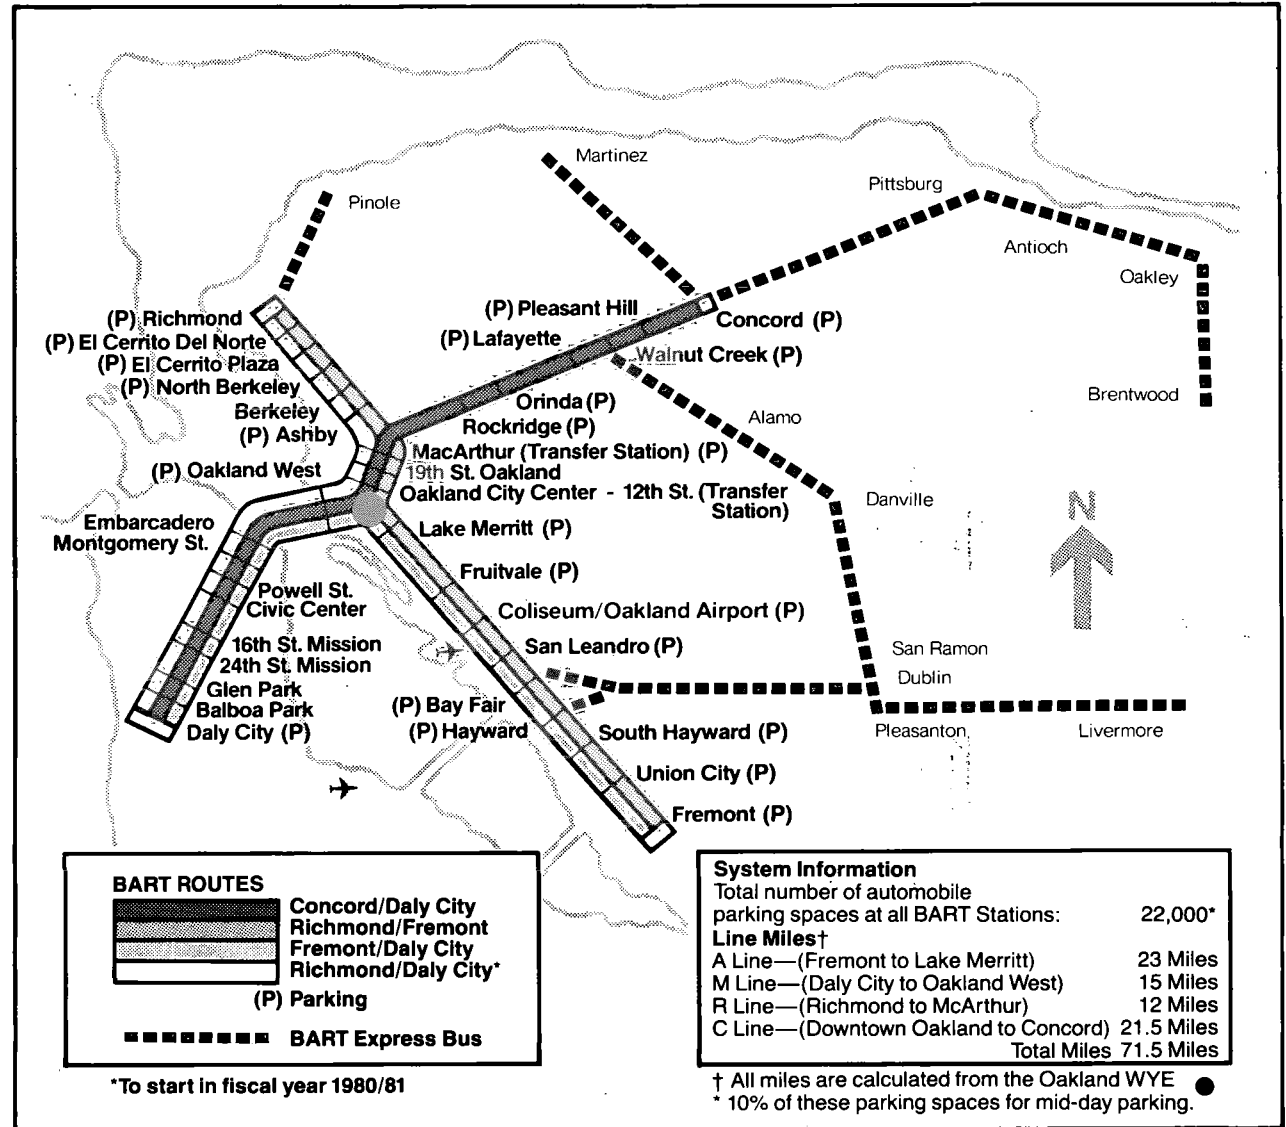 Martinez
Pittsburg
Pinole
Antioch
Oakley
(P) Pleasant Hill
(P) Richmond
Concord (P)
(P) El Cerrito Del Norte
(P) Lafayette
Walnut Creek (P)
(P) El Cerrito Plaza
(P) North Berkeley
Brentwood
Orinda (P)
Berkeley
Alamo
Rockridge (P)
(P) Ashby
MacArthur (Transfer Station) (P)
(P) Oakland West
19th St. Oakland
Oakland City Center - 12th St. (Transfer
Station)
Danville
N
Embarcadero
Montgomery St.
Lake Merritt (P)
Fruitvale (P)
Powell St.
Civic Center
Coliseum/Oakland Airport (P)
16th St. Mission
24th St. Mission
San Leandro (P)
San Ramon
Dublin
Glen Park
Balboa Park
Daly City (P)
(P) Bay Fair
(P) Hayward
South Hayward (P)
Pleasanton
Livermore
Union City (P)
Fremont (P)
BART ROUTES
Concord/Daly City
Richmond/Fremont
Fremont/Daly City
Richmond/Daly City*
(P) Parking
BART Express Bus
*To start in fiscal year 1980/81
System Information
Total number of automobile
parking spaces at all BART Stations: 22,000*
Line Miles†
A Line—(Fremont to Lake Merritt) 23 Miles
M Line—(Daly City to Oakland West) 15 Miles
R Line—(Richmond to McArthur) 12 Miles
C Line—(Downtown Oakland to Concord) 21.5 Miles
Total Miles 71.5 Miles
† All miles are calculated from the Oakland WYE
* 10% of these parking spaces for mid-day parking.